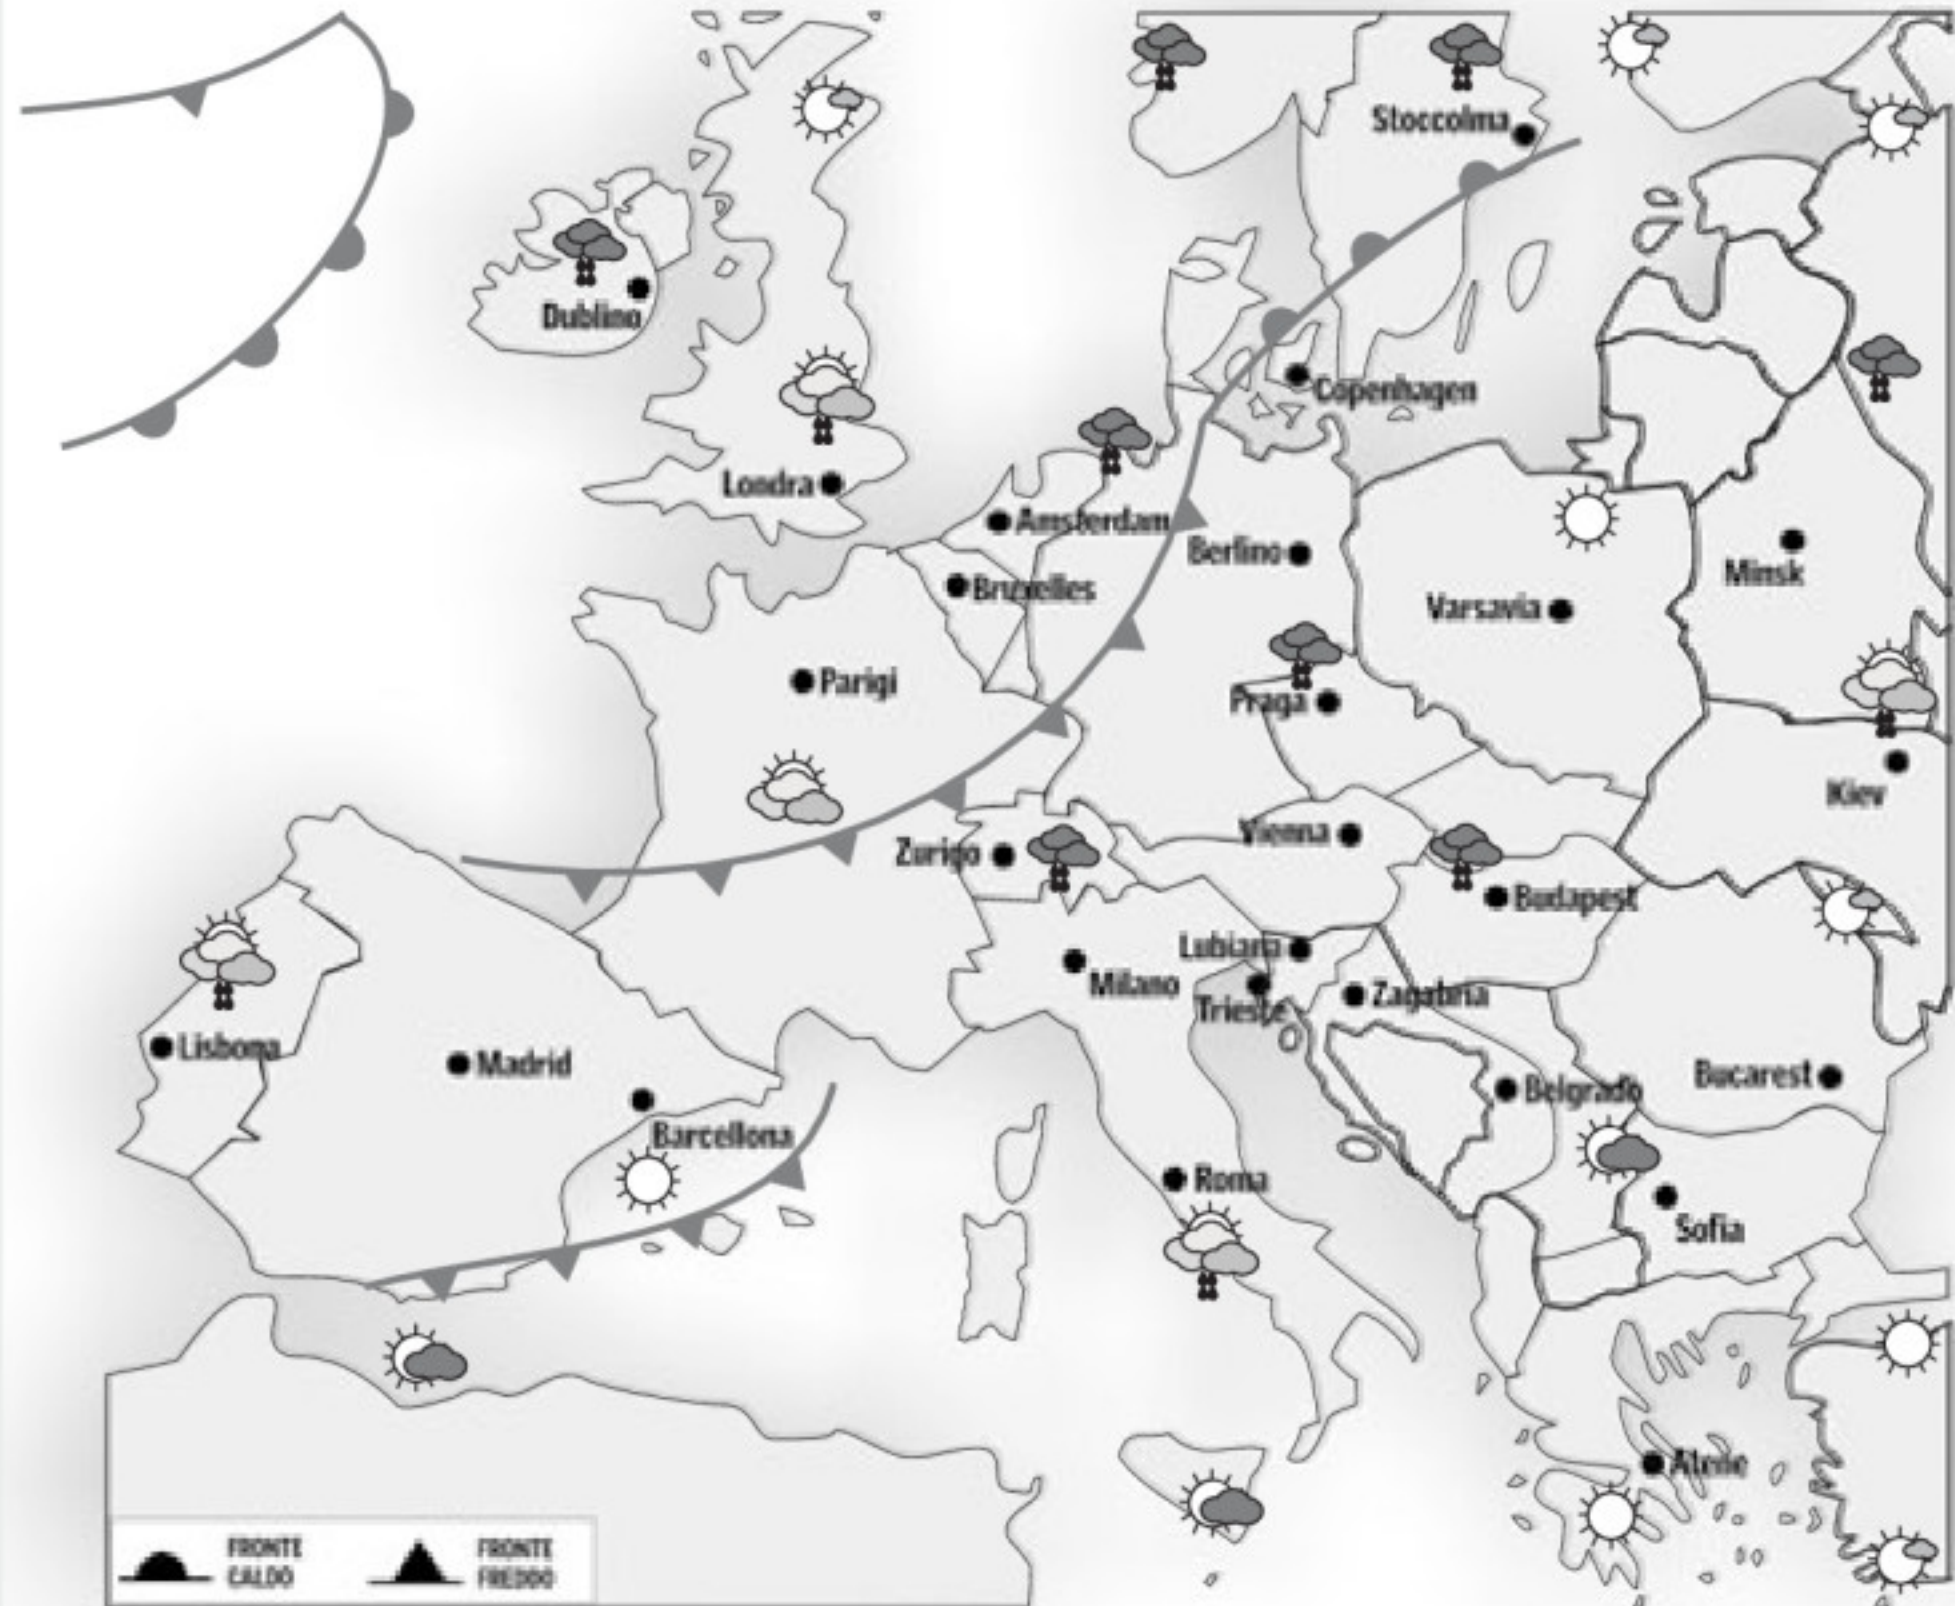 Stoccolma
Dublino
Copenhagen
Londra
Amsterdam
Berlino
Minsk
Bruxelles
Varsavia
Parigi
Praga
Kiev
Vienna
Zurigo
Budapest
Lubiana
Milano
Zagabria
Trieste
Lisbona
Madrid
Bucarest
Belgrado
Barcellona
Roma
Sofia
Atene
FRONTE
CALDO
FRONTE
FREDDO